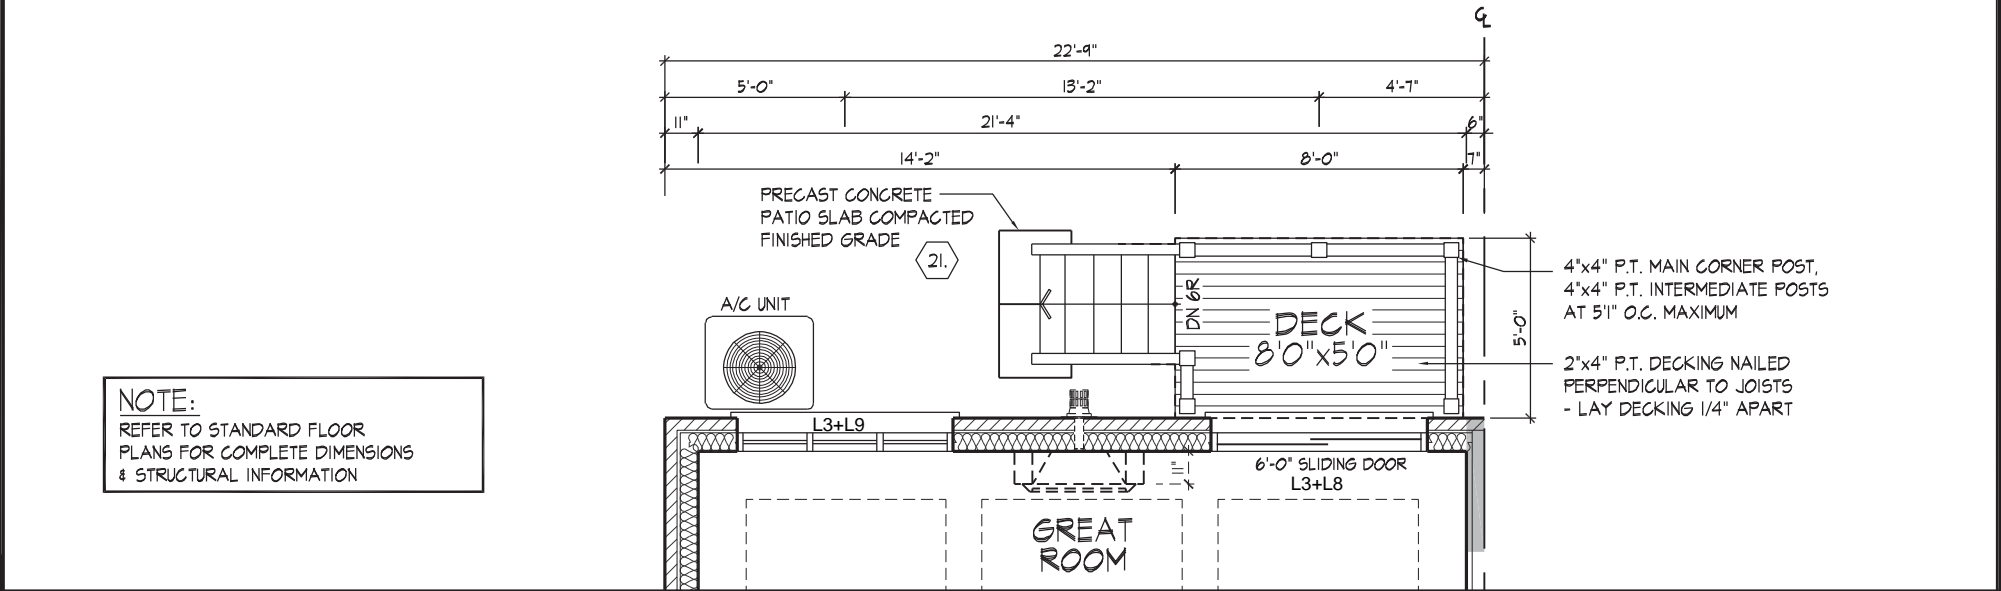 ℄
22'-9"
5'-0" 13'-2" 4'-7"
11" 21'-4" 6"
14'-2" 8'-0" 7"
PRECAST CONCRETE
PATIO SLAB COMPACTED
FINISHED GRADE
21.
4"x4" P.T. MAIN CORNER POST,
4"x4" P.T. INTERMEDIATE POSTS
AT 5'1" O.C. MAXIMUM
A/C UNIT
DN 6R
DECK
8'0"x5'0"
5'-0"
2"x4" P.T. DECKING NAILED
PERPENDICULAR TO JOISTS
- LAY DECKING 1/4" APART
NOTE:
REFER TO STANDARD FLOOR
PLANS FOR COMPLETE DIMENSIONS
& STRUCTURAL INFORMATION
L3+L9
11"
6'-0" SLIDING DOOR
L3+L8
GREAT
ROOM